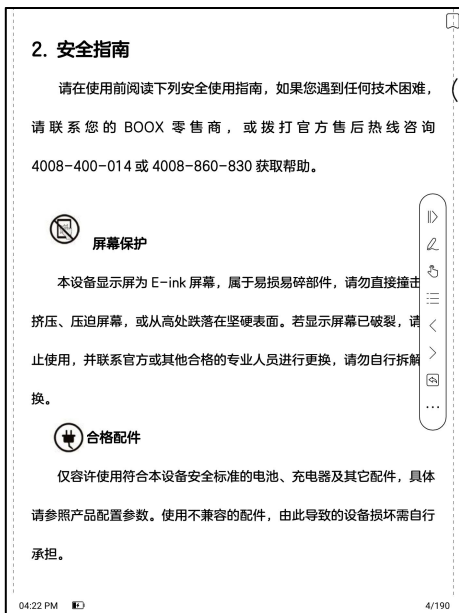 2. 安全指南
请在使用前阅读下列安全使用指南，如果您遇到任何技术困难，
请联系您的 BOOX 零售商，或拨打官方售后热线咨询
4008-400-014 或 4008-860-830 获取帮助。
屏幕保护
本设备显示屏为 E-ink 屏幕，属于易损易碎部件，请勿直接撞击
挤压、压迫屏幕，或从高处跌落在坚硬表面。若显示屏幕已破裂，请
止使用，并联系官方或其他合格的专业人员进行更换，请勿自行拆解
换。
合格配件
仅容许使用符合本设备安全标准的电池、充电器及其它配件，具体
请参照产品配置参数。使用不兼容的配件，由此导致的设备损坏需自行
承担。
04:22 PM 4/190